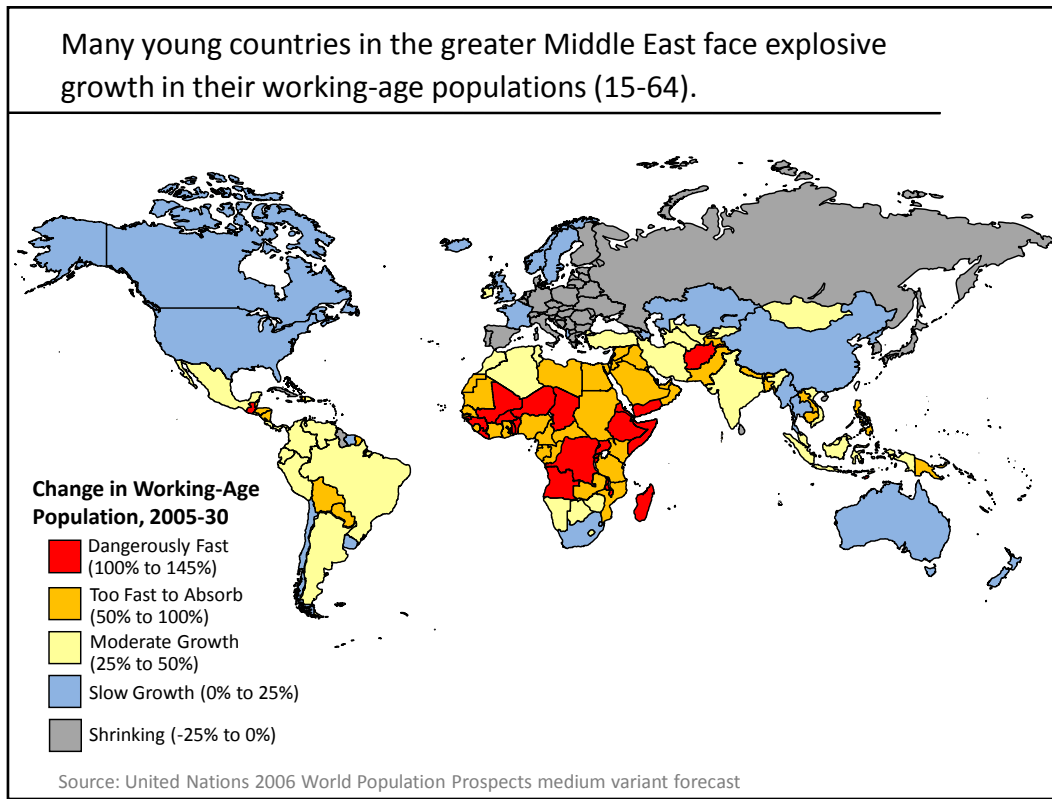 Many young countries in the greater Middle East face explosive
growth in their working-age populations (15-64).
Change in Working-Age
Population, 2005-30
Dangerously Fast
(100% to 145%)
Too Fast to Absorb
(50% to 100%)
Moderate Growth
(25% to 50%)
Slow Growth (0% to 25%)
Shrinking (-25% to 0%)
Source: United Nations 2006 World Population Prospects medium variant forecast